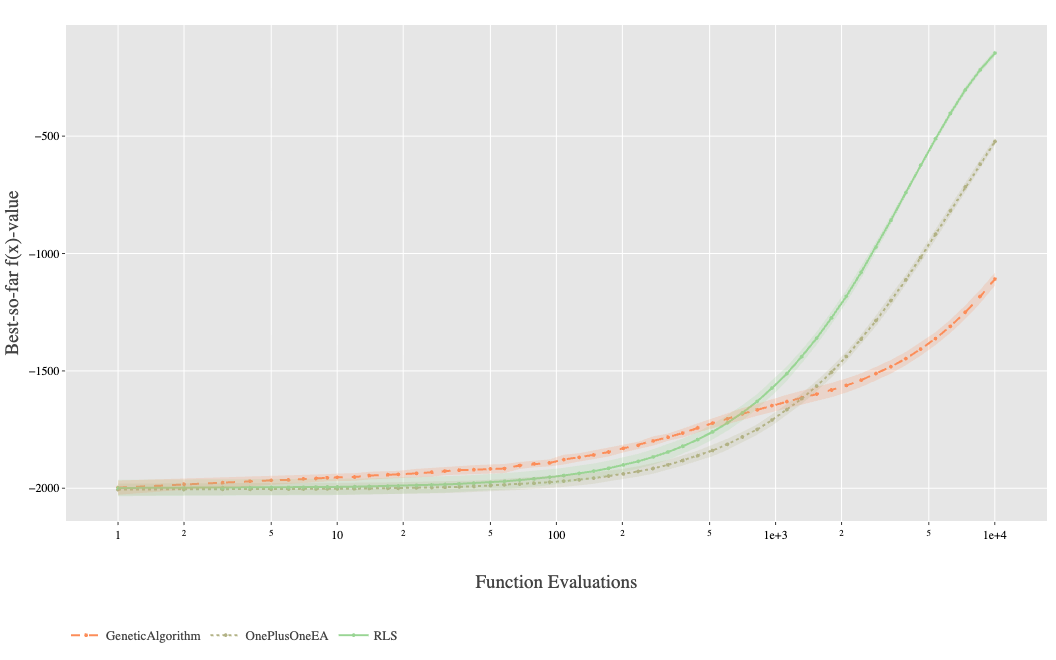 Best-so-far f(x)-value
−500
−1000
−1500
−2000
1 2 5 10 2 5 100 2 5 1e+3 2 5 1e+4
Function Evaluations
GeneticAlgorithm OnePlusOneEA RLS